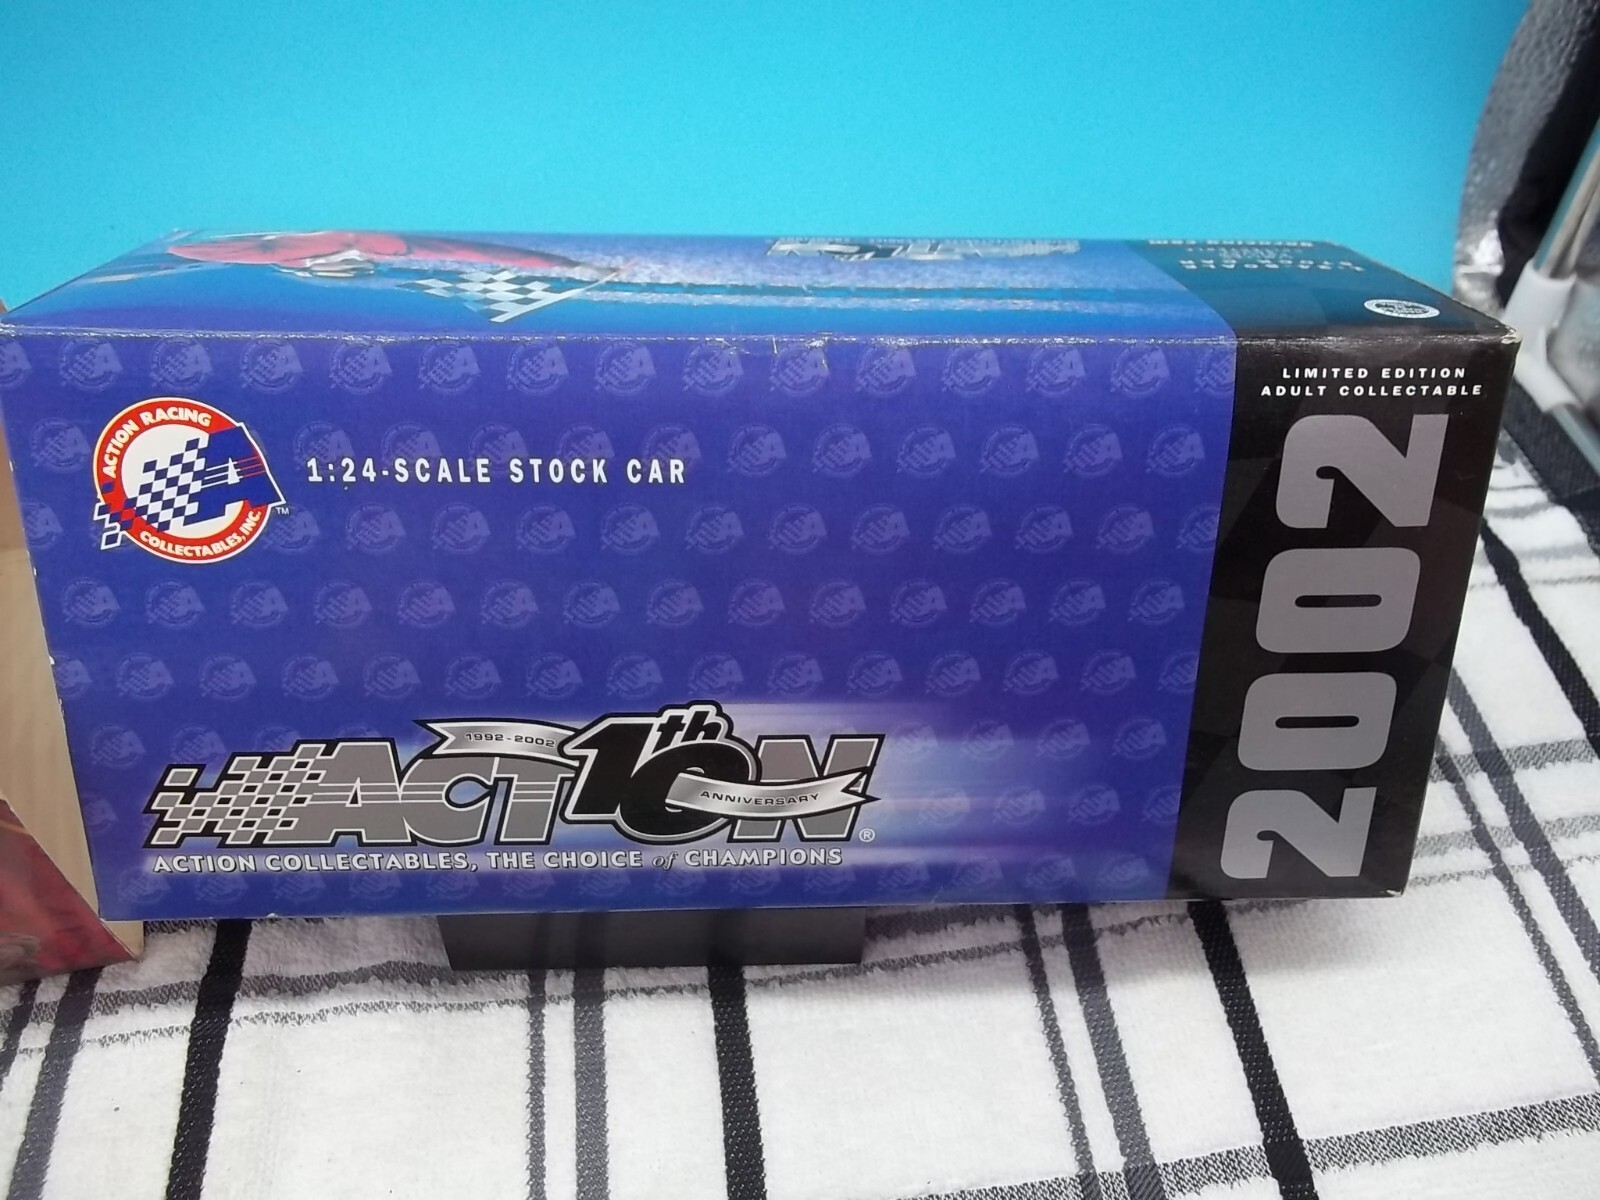 LIMITED EDITION
ADULT COLLECTABLE
2002
ACTION RACING
COLLECTABLES, INC.
TM
1:24-SCALE STOCK CAR
1992-2002
ACTION
10th
ANNIVERSARY
®
ACTION COLLECTABLES, THE CHOICE of CHAMPIONS